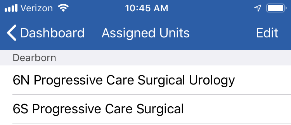 Verizon 10:45 AM
Dashboard Assigned Units Edit
Dearborn
6N Progressive Care Surgical Urology
6S Progressive Care Surgical